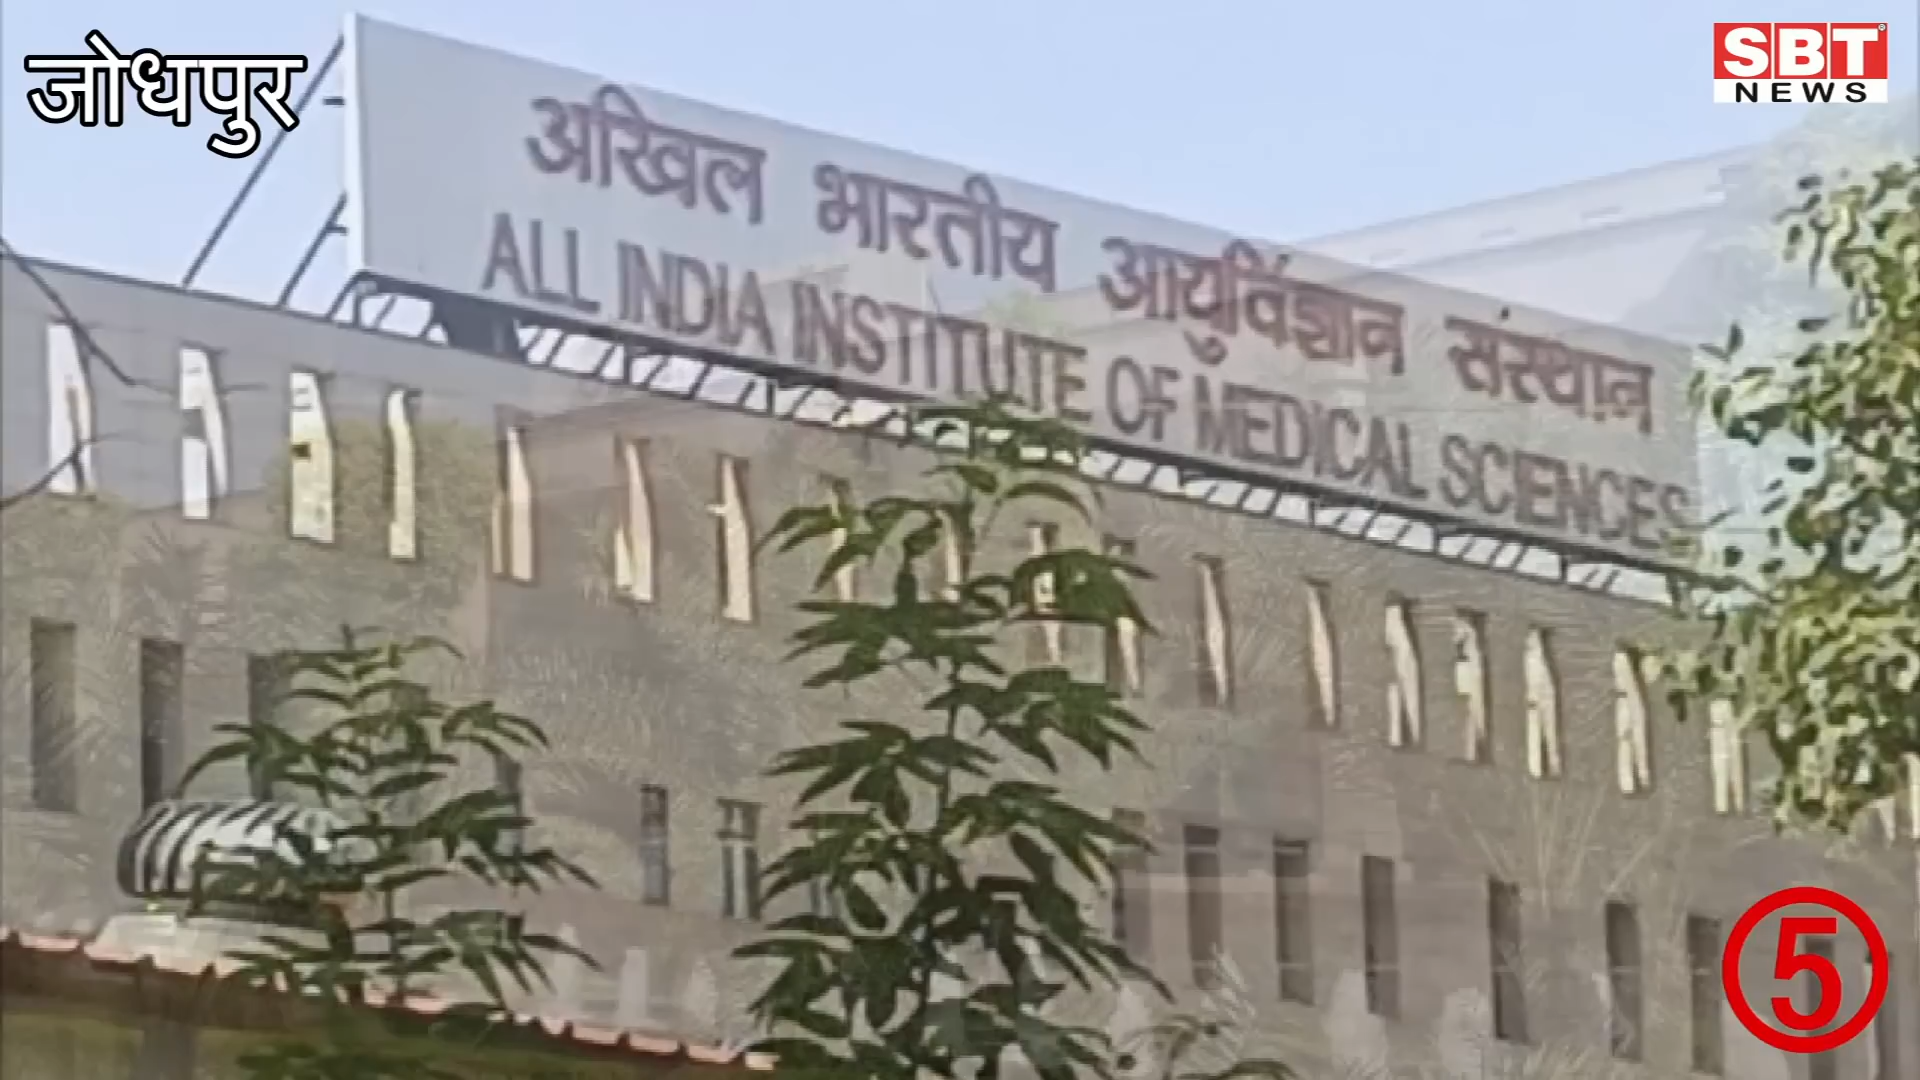 जोधपुर
SBT
NEWS
अखिल भारतीय आयुर्विज्ञान संस्थान
ALL INDIA INSTITUTE OF MEDICAL SCIENCES
5